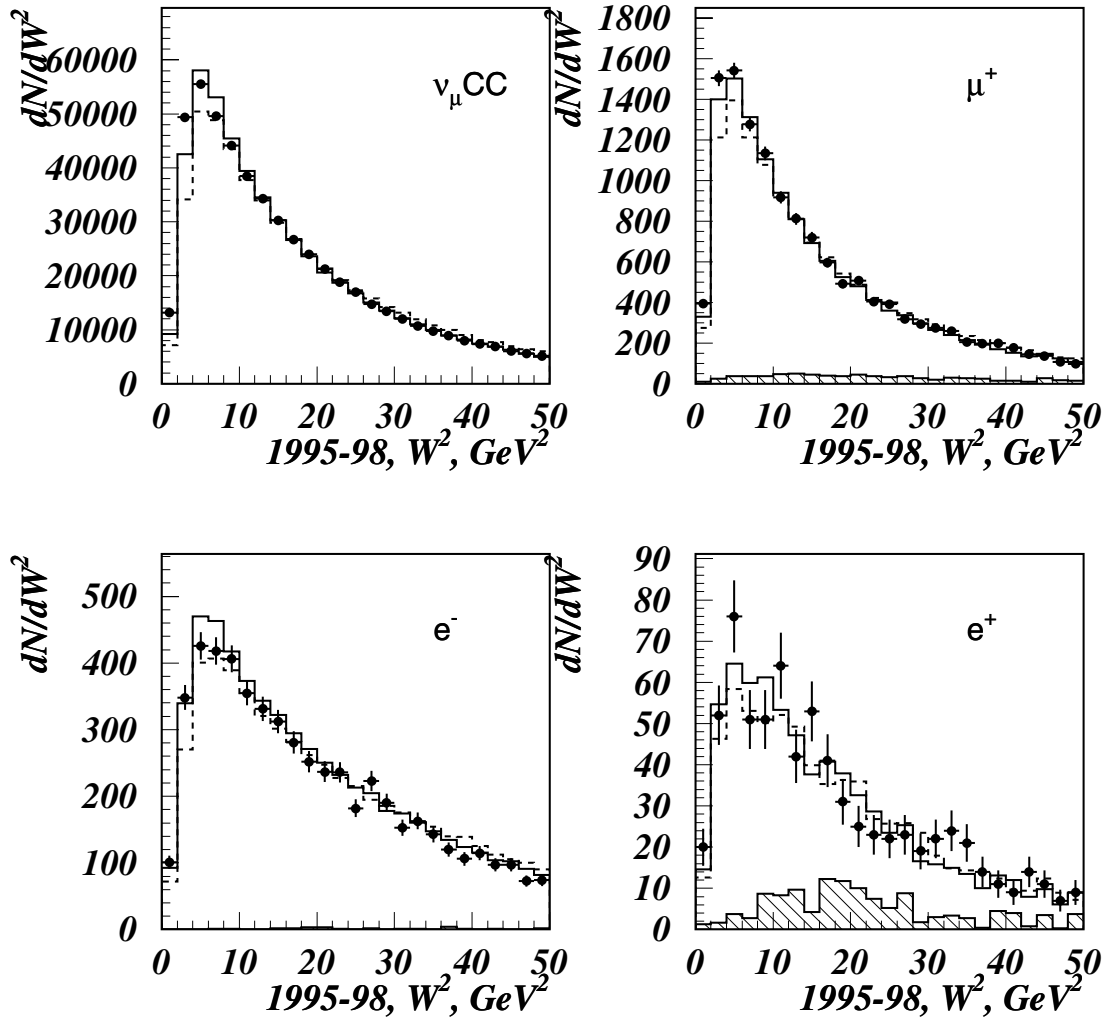 dN/dW²
60000
50000
40000
30000
20000
10000
0
ν_μCC
0 10 20 30 40 50
1995-98, W², GeV²
dN/dW²
1800
1600
1400
1200
1000
800
600
400
200
0
μ⁺
0 10 20 30 40 50
1995-98, W², GeV²
dN/dW²
500
400
300
200
100
0
e⁻
0 10 20 30 40 50
1995-98, W², GeV²
dN/dW²
90
80
70
60
50
40
30
20
10
0
e⁺
0 10 20 30 40 50
1995-98, W², GeV²